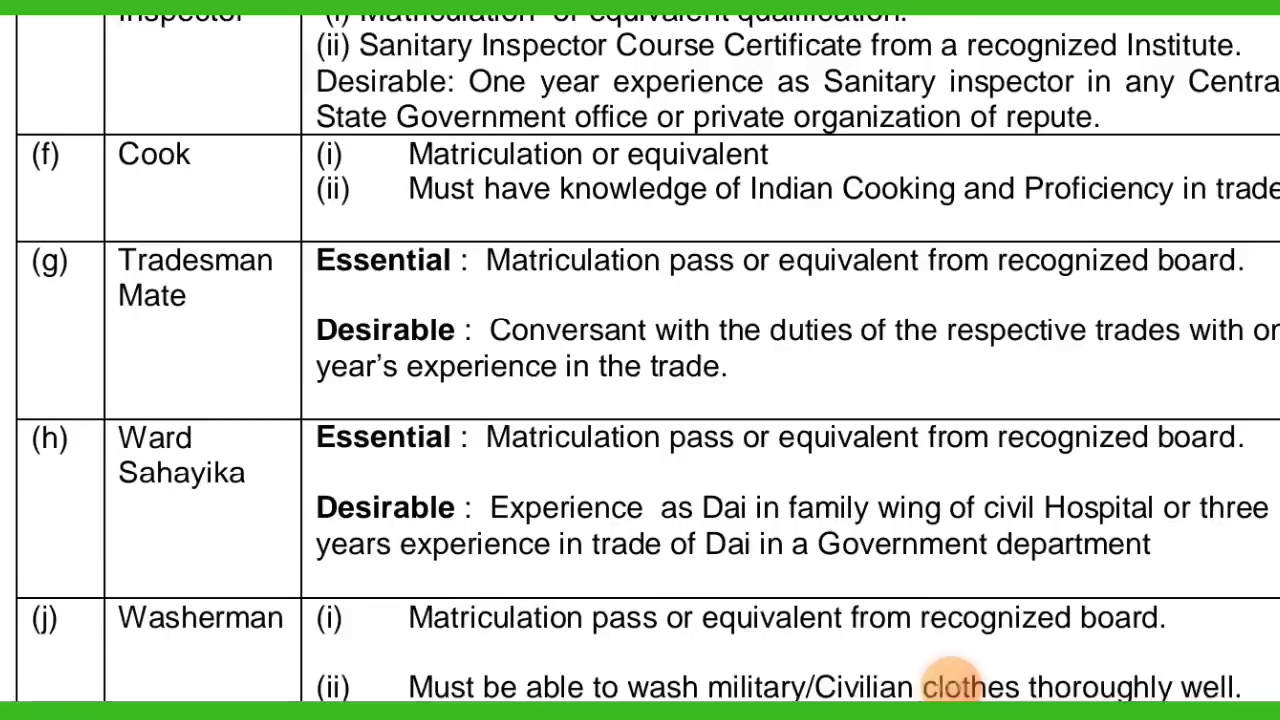 Inspector (i) Matriculation or equivalent qualification.
(ii) Sanitary Inspector Course Certificate from a recognized Institute.
Desirable: One year experience as Sanitary inspector in any
State Government office or private organization of repute.
(f) Cook (i) Matriculation or equivalent
(ii) Must have knowledge of Indian Cooking and Proficiency in trade
(g) Tradesman Essential : Matriculation pass or equivalent from recognized board.
Mate
Desirable : Conversant with the duties of the respective trades with
year’s experience in the trade.
(h) Ward Essential : Matriculation pass or equivalent from recognized board.
Sahayika
Desirable : Experience as Dai in family wing of civil Hospital or three
years experience in trade of Dai in a Government department
(j) Washerman (i) Matriculation pass or equivalent from recognized board.
(ii) Must be able to wash military/Civilian clothes thoroughly well.